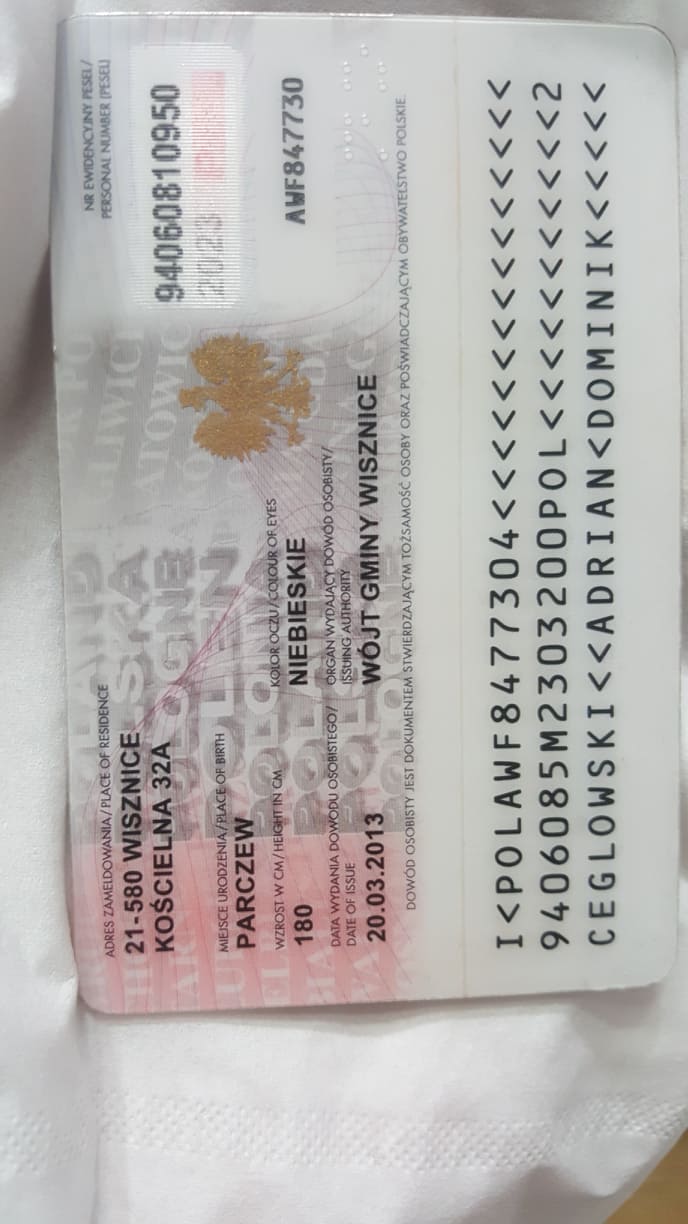 NR EWIDENCYJNY PESEL/
PERSONAL NUMBER (PESEL)
94060810950
AWF847730
ADRES ZAMELDOWANIA/PLACE OF RESIDENCE
21-580 WISZNICE
KOŚCIELNA 32A
MIEJSCE URODZENIA/PLACE OF BIRTH
PARCZEW
WZROST W CM/HEIGHT IN CM
180
KOLOR OCZU/COLOUR OF EYES
NIEBIESKIE
DATA WYDANIA DOWODU OSOBISTEGO/
DATE OF ISSUE
20.03.2013
ORGAN WYDAJĄCY DOWÓD OSOBISTY/
ISSUING AUTHORITY
WÓJT GMINY WISZNICE
DOWÓD OSOBISTY JEST DOKUMENTEM STWIERDZAJĄCYM TOŻSAMOŚĆ OSOBY ORAZ POŚWIADCZAJĄCYM OBYWATELSTWO POLSKIE.
I<POLAWF8477304<<<<<<<<<<<<<<<
9406085M2303200POL<<<<<<<<<<<2
CEGLOWSKI<<ADRIAN<DOMINIK<<<<<